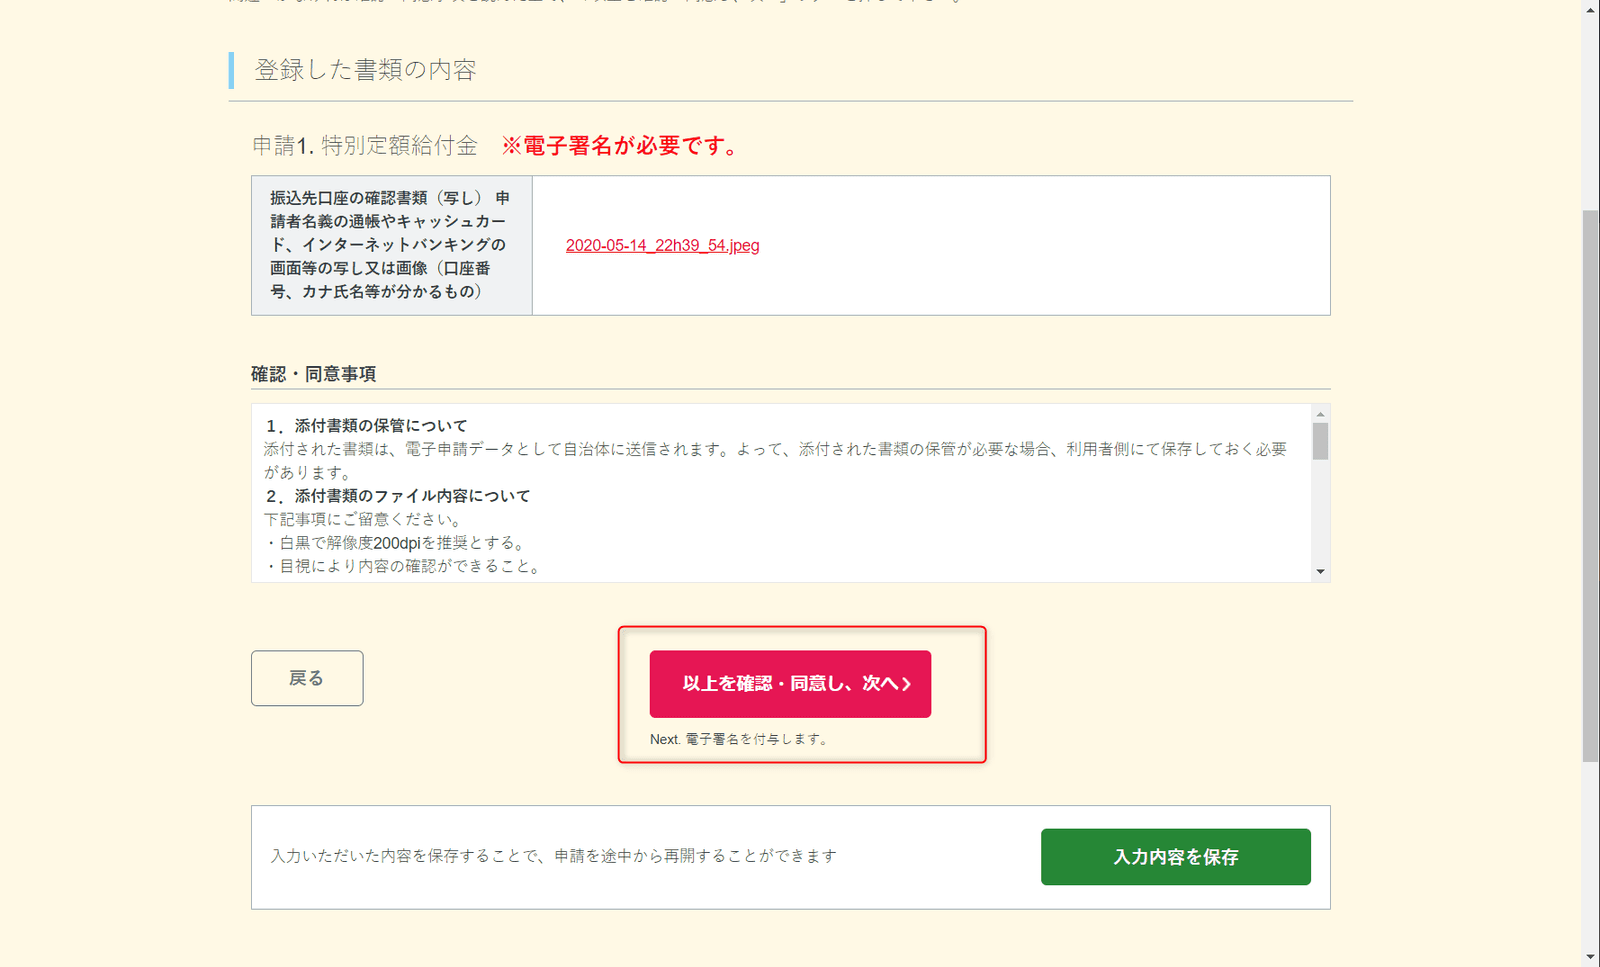 登録した書類の内容
申請1. 特別定額給付金 ※電子署名が必要です。
振込先口座の確認書類（写し） 申
請者名義の通帳やキャッシュカー
ド、インターネットバンキングの
画面等の写し又は画像（口座番
号、カナ氏名等が分かるもの）
2020-05-14_22h39_54.jpeg
確認・同意事項
１．添付書類の保管について
添付された書類は、電子申請データとして自治体に送信されます。よって、添付された書類の保管が必要な場合、利用者側にて保存しておく必要
があります。
２．添付書類のファイル内容について
下記事項にご留意ください。
・白黒で解像度200dpiを推奨とする。
・目視により内容の確認ができること。
戻る
以上を確認・同意し、次へ
Next. 電子署名を付与します。
入力いただいた内容を保存することで、申請を途中から再開することができます
入力内容を保存